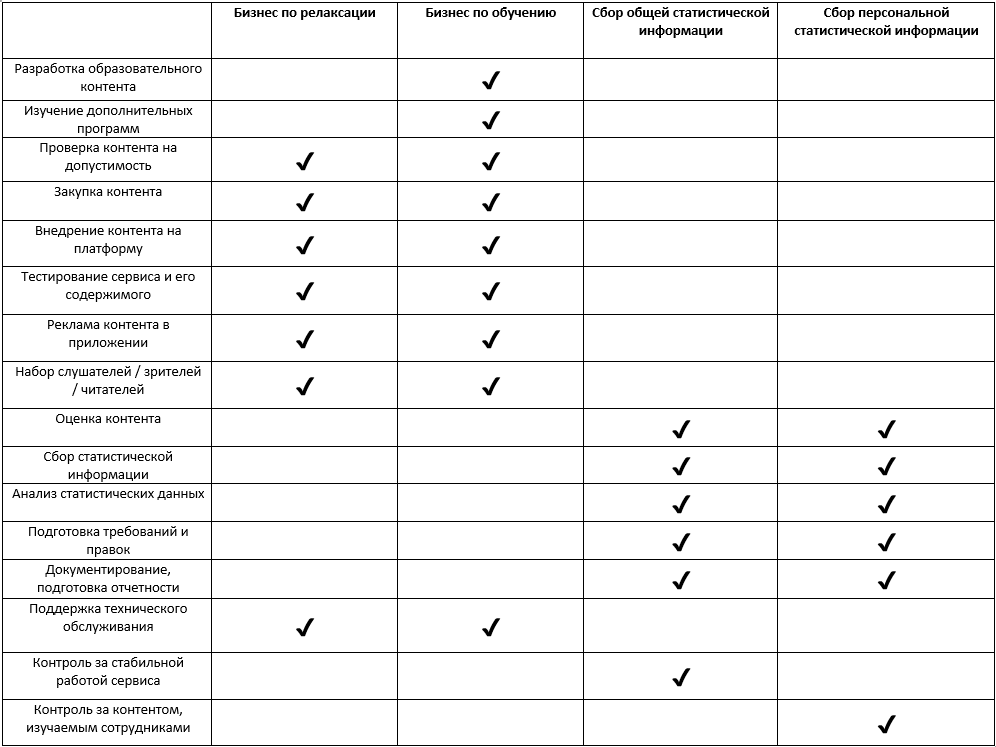 Бизнес по релаксации
Бизнес по обучению
Сбор общей статистической
информации
Сбор персональной
статистической информации
Разработка образовательного
контента
✔
Изучение дополнительных
программ
✔
Проверка контента на
допустимость
✔ ✔
Закупка контента
✔ ✔
Внедрение контента на
платформу
✔ ✔
Тестирование сервиса и его
содержимого
✔ ✔
Реклама контента в
приложении
✔ ✔
Набор слушателей / зрителей
/ читателей
✔ ✔
Оценка контента
✔ ✔
Сбор статистической
информации
✔ ✔
Анализ статистических данных
✔ ✔
Подготовка требований и
правок
✔ ✔
Документирование,
подготовка отчетности
✔ ✔
Поддержка технического
обслуживания
✔ ✔
Контроль за стабильной
работой сервиса
✔
Контроль за контентом,
изучаемым сотрудниками
✔